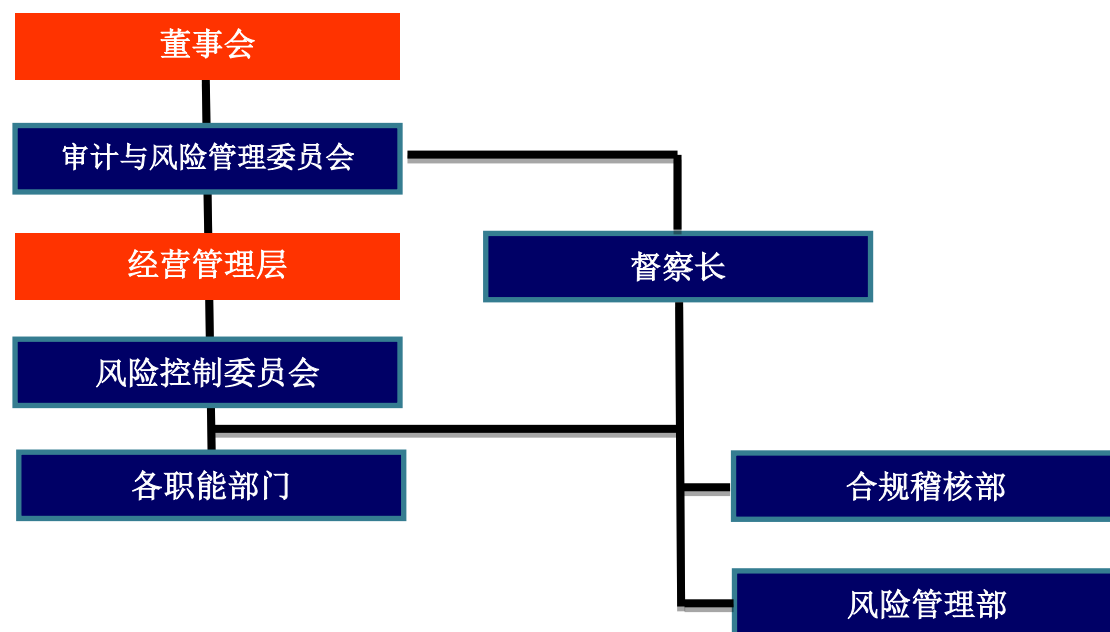 董事会
审计与风险管理委员会
经营管理层
督察长
风险控制委员会
各职能部门
合规稽核部
风险管理部